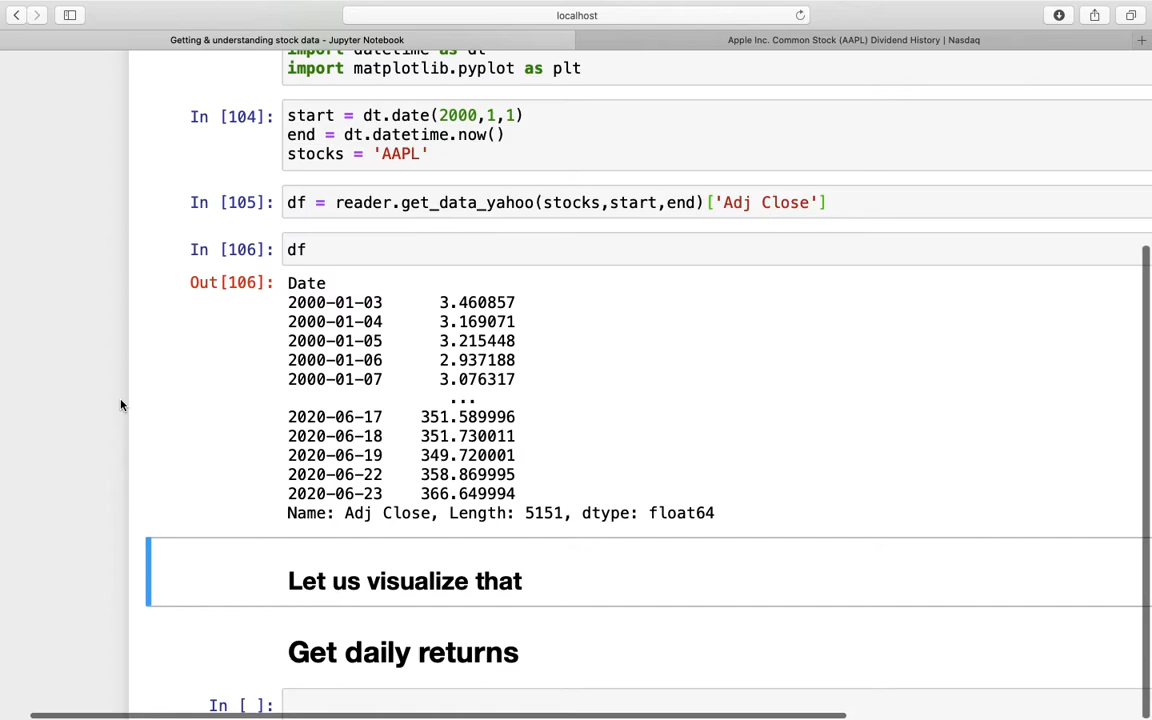 localhost
Getting & understanding stock data - Jupyter Notebook
Apple Inc. Common Stock (AAPL) Dividend History | Nasdaq
import datetime as dt
import matplotlib.pyplot as plt
In [104]: start = dt.date(2000,1,1)
end = dt.datetime.now()
stocks = 'AAPL'
In [105]: df = reader.get_data_yahoo(stocks,start,end)['Adj Close']
In [106]: df
Out[106]: Date
2000-01-03 3.460857
2000-01-04 3.169071
2000-01-05 3.215448
2000-01-06 2.937188
2000-01-07 3.076317
...
2020-06-17 351.589996
2020-06-18 351.730011
2020-06-19 349.720001
2020-06-22 358.869995
2020-06-23 366.649994
Name: Adj Close, Length: 5151, dtype: float64
Let us visualize that
Get daily returns
In [ ]: